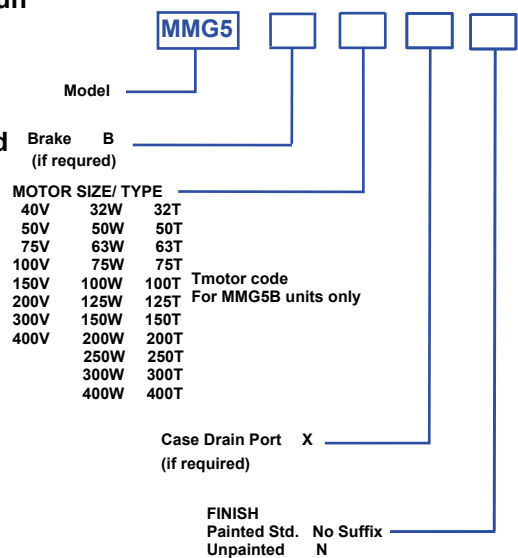 MMG5
Model
Brake B
(if requred)
MOTOR SIZE/ TYPE
40V 32W 32T
50V 50W 50T
75V 63W 63T
100V 75W 75T
150V 100W 100T Tmotor code
200V 125W 125T For MMG5B units only
300V 150W 150T
400V 200W 200T
250W 250T
300W 300T
400W 400T
Case Drain Port X
(if required)
FINISH
Painted Std. No Suffix
Unpainted N